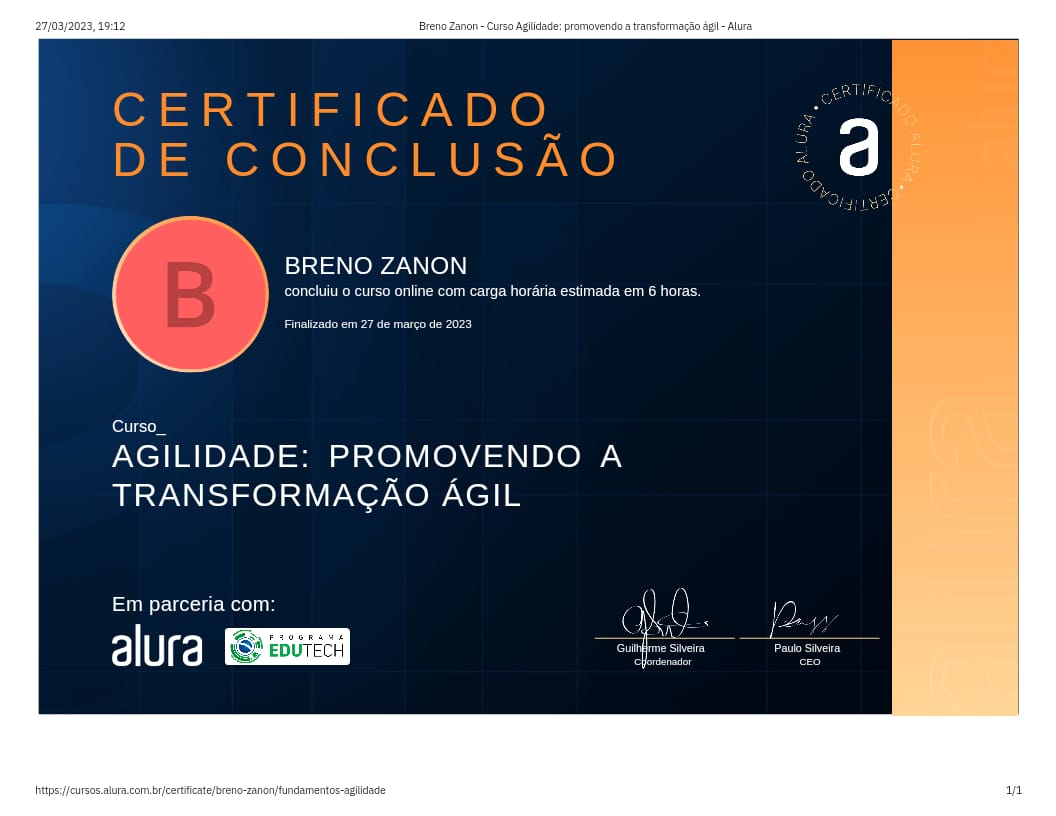 27/03/2023, 19:12
Breno Zanon - Curso Agilidade: promovendo a transformação ágil - Alura
CERTIFICADO
DE CONCLUSÃO
• CERTIFICADO ALURA • CERTIFICADO ALURA
a
B
BRENO ZANON
concluiu o curso online com carga horária estimada em 6 horas.
Finalizado em 27 de março de 2023
Curso_
AGILIDADE: PROMOVENDO A
TRANSFORMAÇÃO ÁGIL
Em parceria com:
alura
PROGRAMA
EDUTECH
Guilherme Silveira
Coordenador
Paulo Silveira
CEO
alura
alura
https://cursos.alura.com.br/certificate/breno-zanon/fundamentos-agilidade
1/1